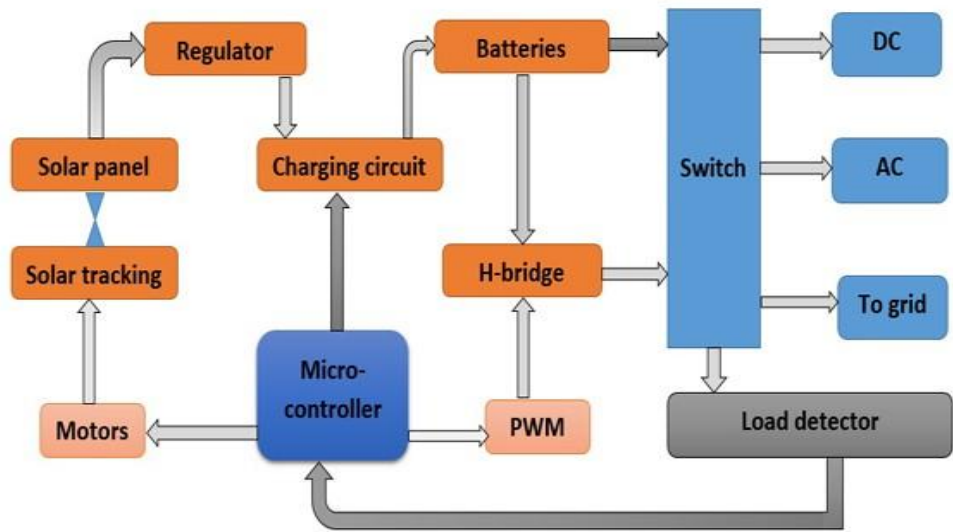 Regulator
Batteries
DC
Solar panel
Charging circuit
Switch
AC
Solar tracking
H-bridge
To grid
Micro-
controller
Motors
PWM
Load detector